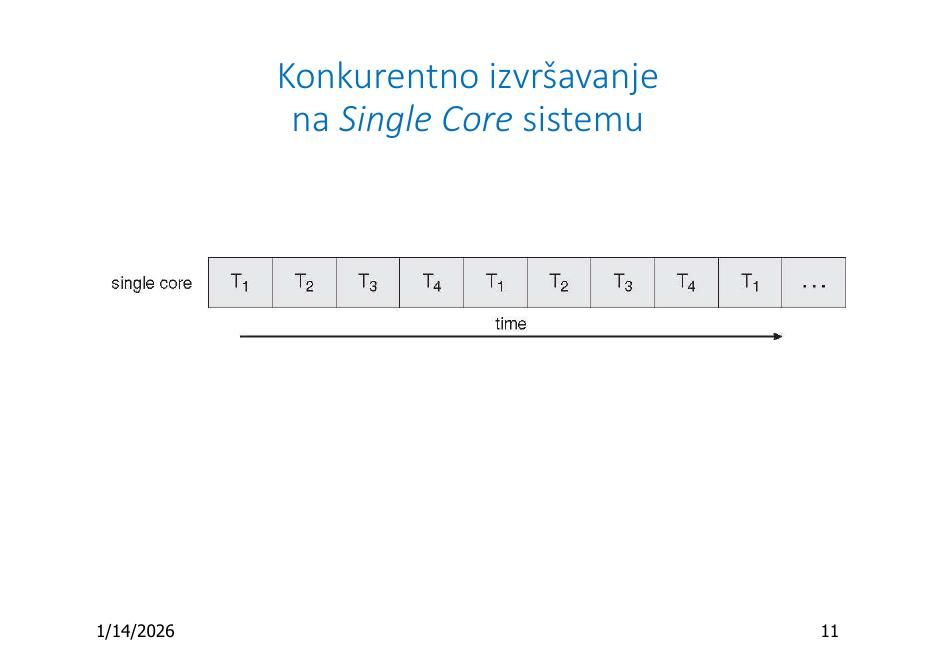 Konkurentno izvršavanje
na Single Core sistemu
single core T₁ T₂ T₃ T₄ T₁ T₂ T₃ T₄ T₁ ...
time
1/14/2026 11